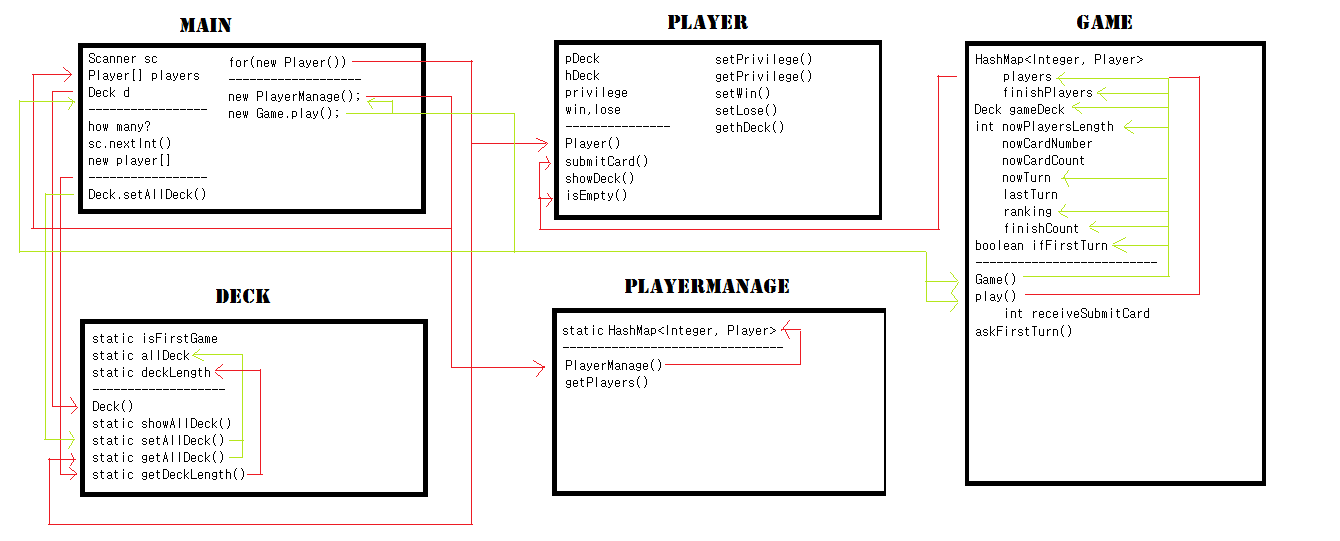 MAIN
Scanner sc
Player[] players
Deck d
-----------------
how many?
sc.nextInt()
new player[]
-----------------
Deck.setAllDeck()
for(new Player())
-------------------
new PlayerManage();
new Game.play();
PLAYER
pDeck
hDeck
privilege
win,lose
---------------
Player()
submitCard()
showDeck()
isEmpty()
setPrivilege()
getPrivilege()
setWin()
setLose()
gethDeck()
GAME
HashMap<Integer, Player>
players
finishPlayers
Deck gameDeck
int nowPlayersLength
nowCardNumber
nowCardCount
nowTurn
lastTurn
ranking
finishCount
boolean ifFirstTurn
--------------------------
Game()
play()
int receiveSubmitCard
askFirstTurn()
DECK
static isFirstGame
static allDeck
static deckLength
-------------------
Deck()
static showAllDeck()
static setAllDeck()
static getAllDeck()
static getDeckLength()
PLAYERMANAGE
static HashMap<Integer, Player>
--------------------------------
PlayerManage()
getPlayers()